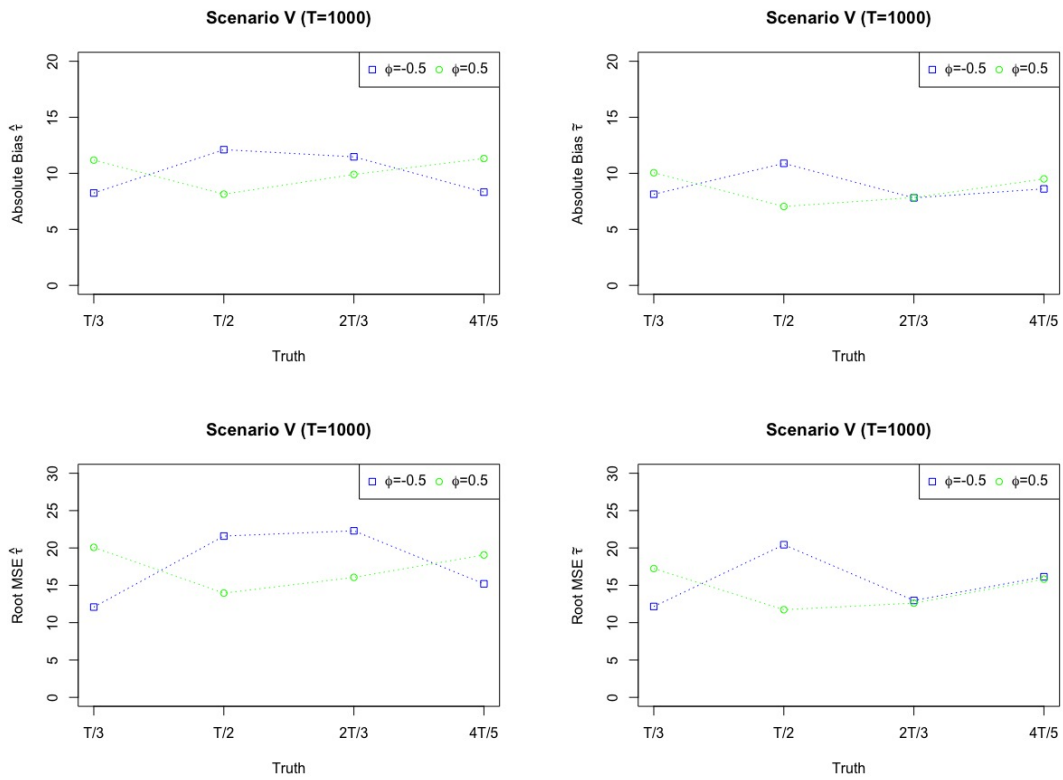 Scenario V (T=1000)
ϕ=-0.5 ϕ=0.5
Absolute Bias τ̂
20
15
10
5
0
T/3 T/2 2T/3 4T/5
Truth
Scenario V (T=1000)
ϕ=-0.5 ϕ=0.5
Absolute Bias τ̃
20
15
10
5
0
T/3 T/2 2T/3 4T/5
Truth
Scenario V (T=1000)
ϕ=-0.5 ϕ=0.5
Root MSE τ̂
30
25
20
15
10
5
0
T/3 T/2 2T/3 4T/5
Truth
Scenario V (T=1000)
ϕ=-0.5 ϕ=0.5
Root MSE τ̃
30
25
20
15
10
5
0
T/3 T/2 2T/3 4T/5
Truth